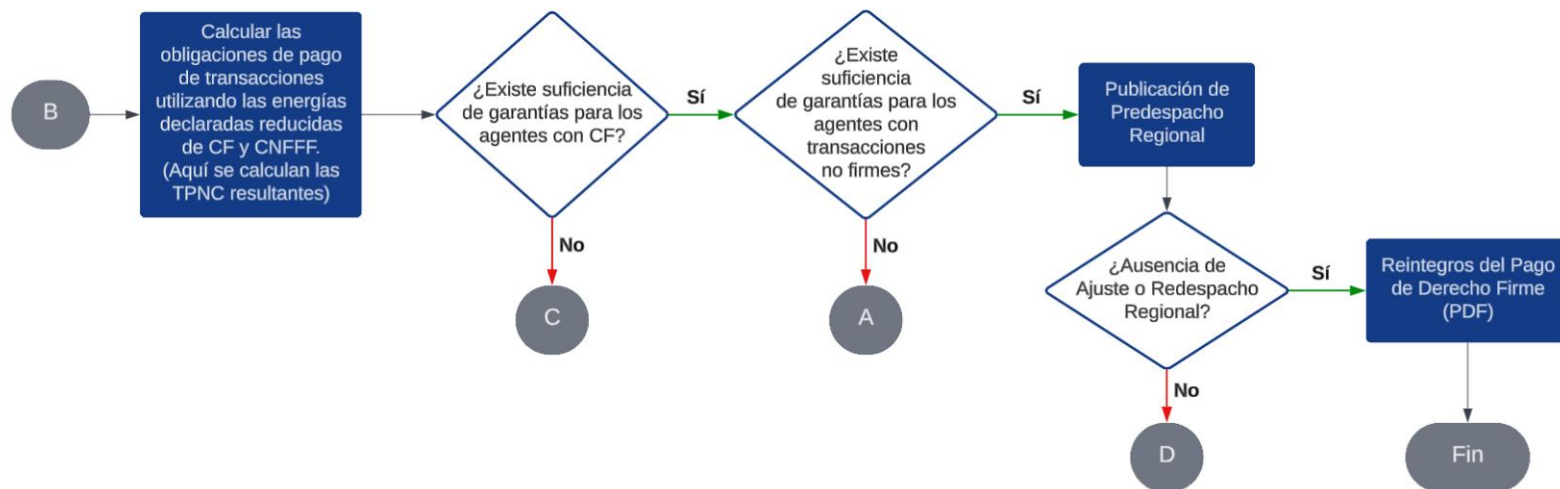 B
Calcular las
obligaciones de pago
de transacciones
utilizando las energías
declaradas reducidas
de CF y CNFFF.
(Aquí se calculan las
TPNC resultantes)
¿Existe suficiencia
de garantías para los
agentes con CF?
Sí
No
C
¿Existe
suficiencia
de garantías para los
agentes con
transacciones
no firmes?
Sí
No
A
Publicación de
Predespacho
Regional
¿Ausencia de
Ajuste o Redespacho
Regional?
Sí
No
D
Reintegros del Pago
de Derecho Firme
(PDF)
Fin